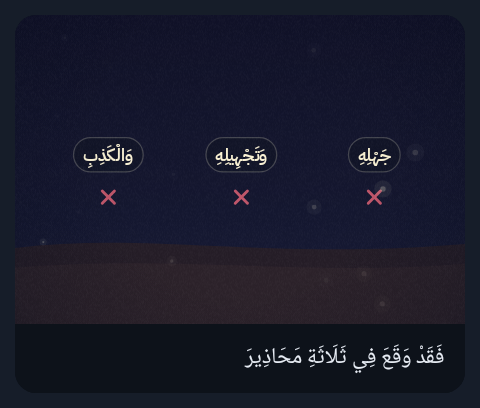 جَهْلِهِ وَتَجْهِيلِهِ وَالْكَذِبِ
فَقَدْ وَقَعَ فِي ثَلَاثَةِ مَحَاذِيرَ